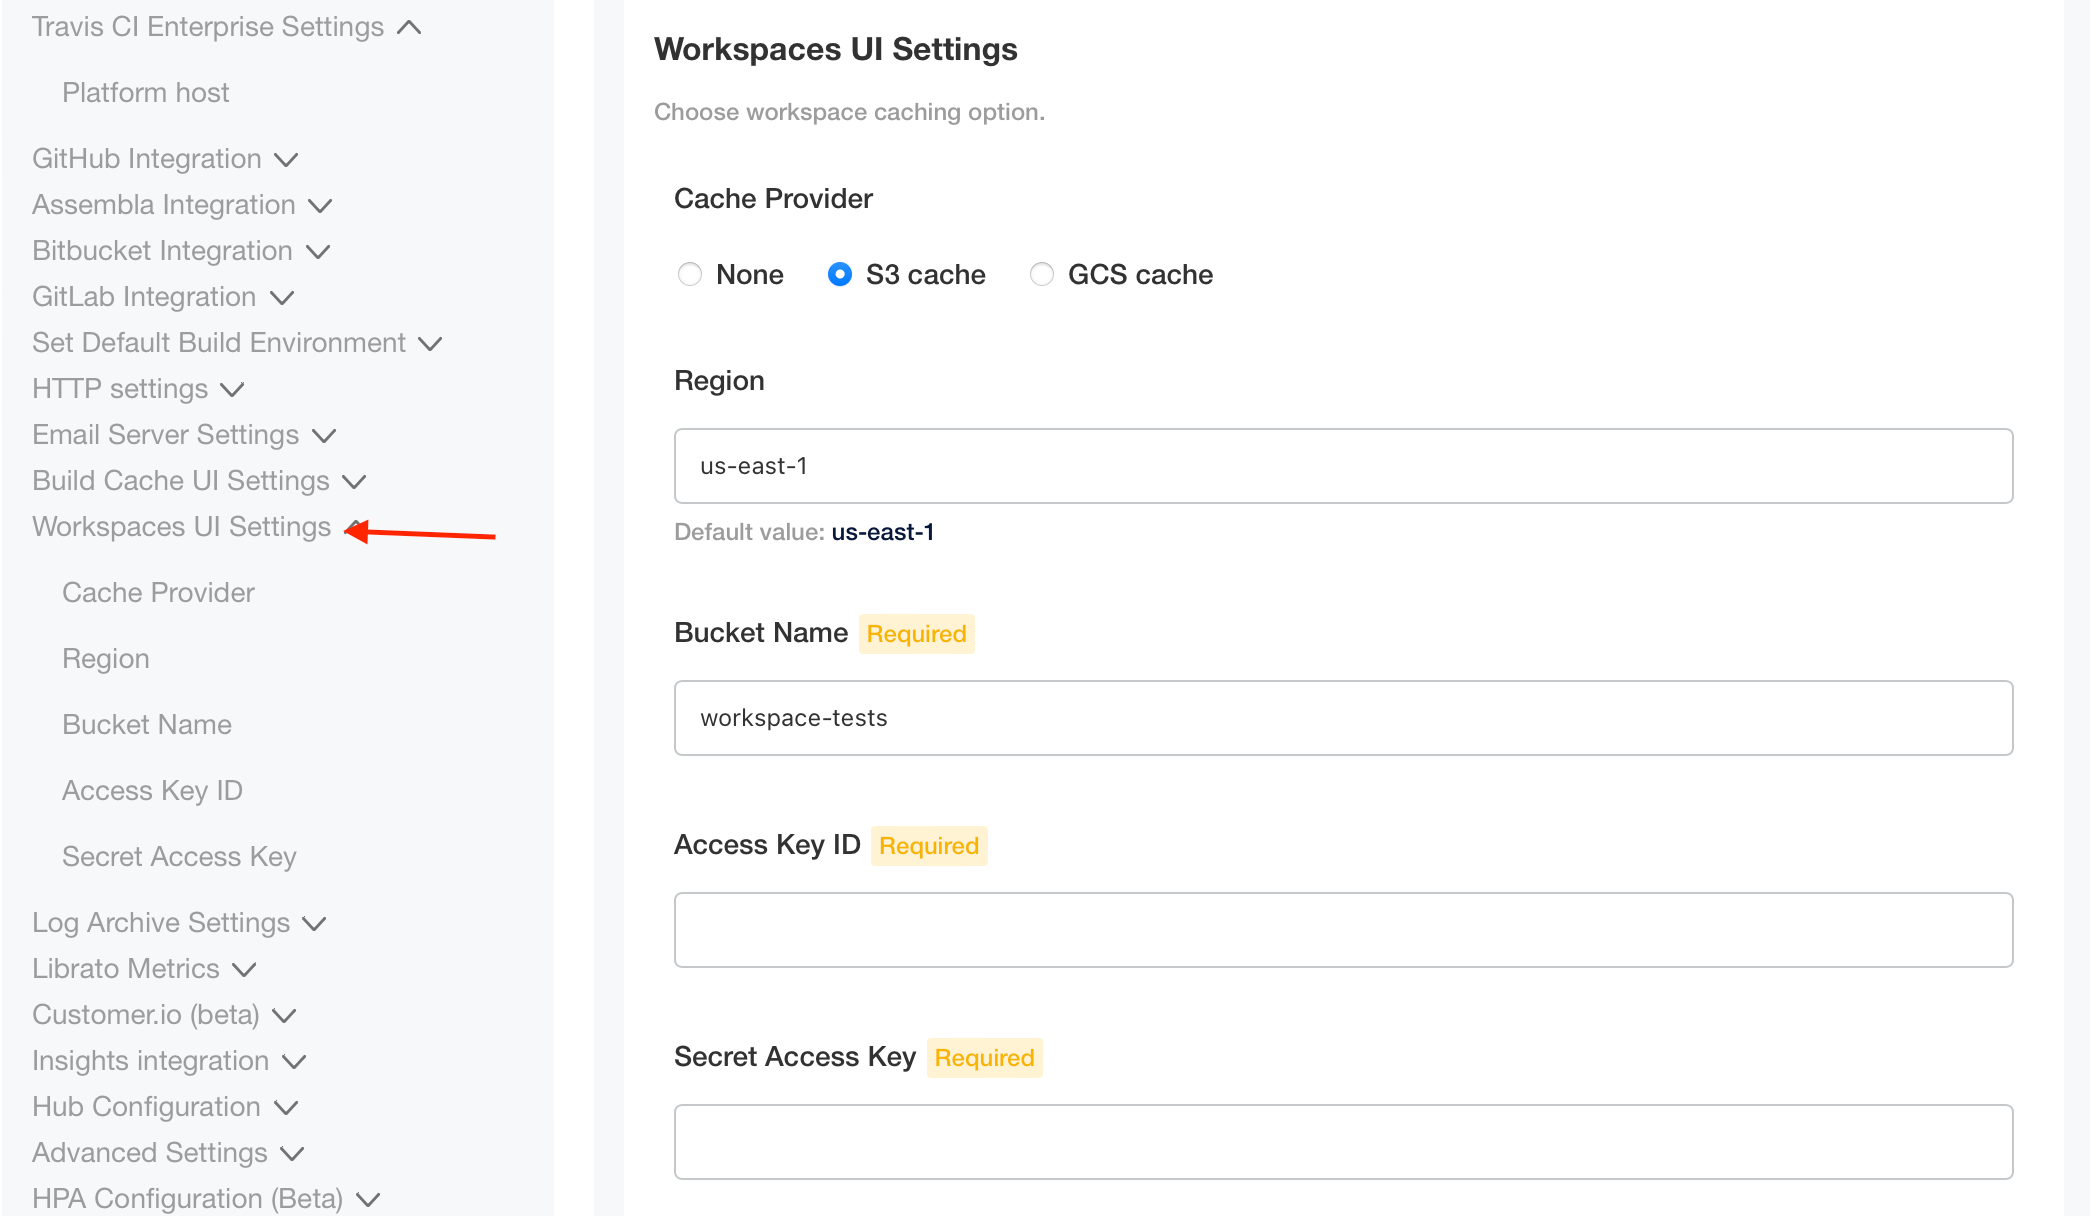 Travis CI Enterprise Settings
Platform host
GitHub Integration
Assembla Integration
Bitbucket Integration
GitLab Integration
Set Default Build Environment
HTTP settings
Email Server Settings
Build Cache UI Settings
Workspaces UI Settings
Cache Provider
Region
Bucket Name
Access Key ID
Secret Access Key
Log Archive Settings
Librato Metrics
Customer.io (beta)
Insights integration
Hub Configuration
Advanced Settings
HPA Configuration (Beta)
Workspaces UI Settings
Choose workspace caching option.
Cache Provider
None S3 cache GCS cache
Region
us-east-1
Default value: us-east-1
Bucket Name Required
workspace-tests
Access Key ID Required
Secret Access Key Required